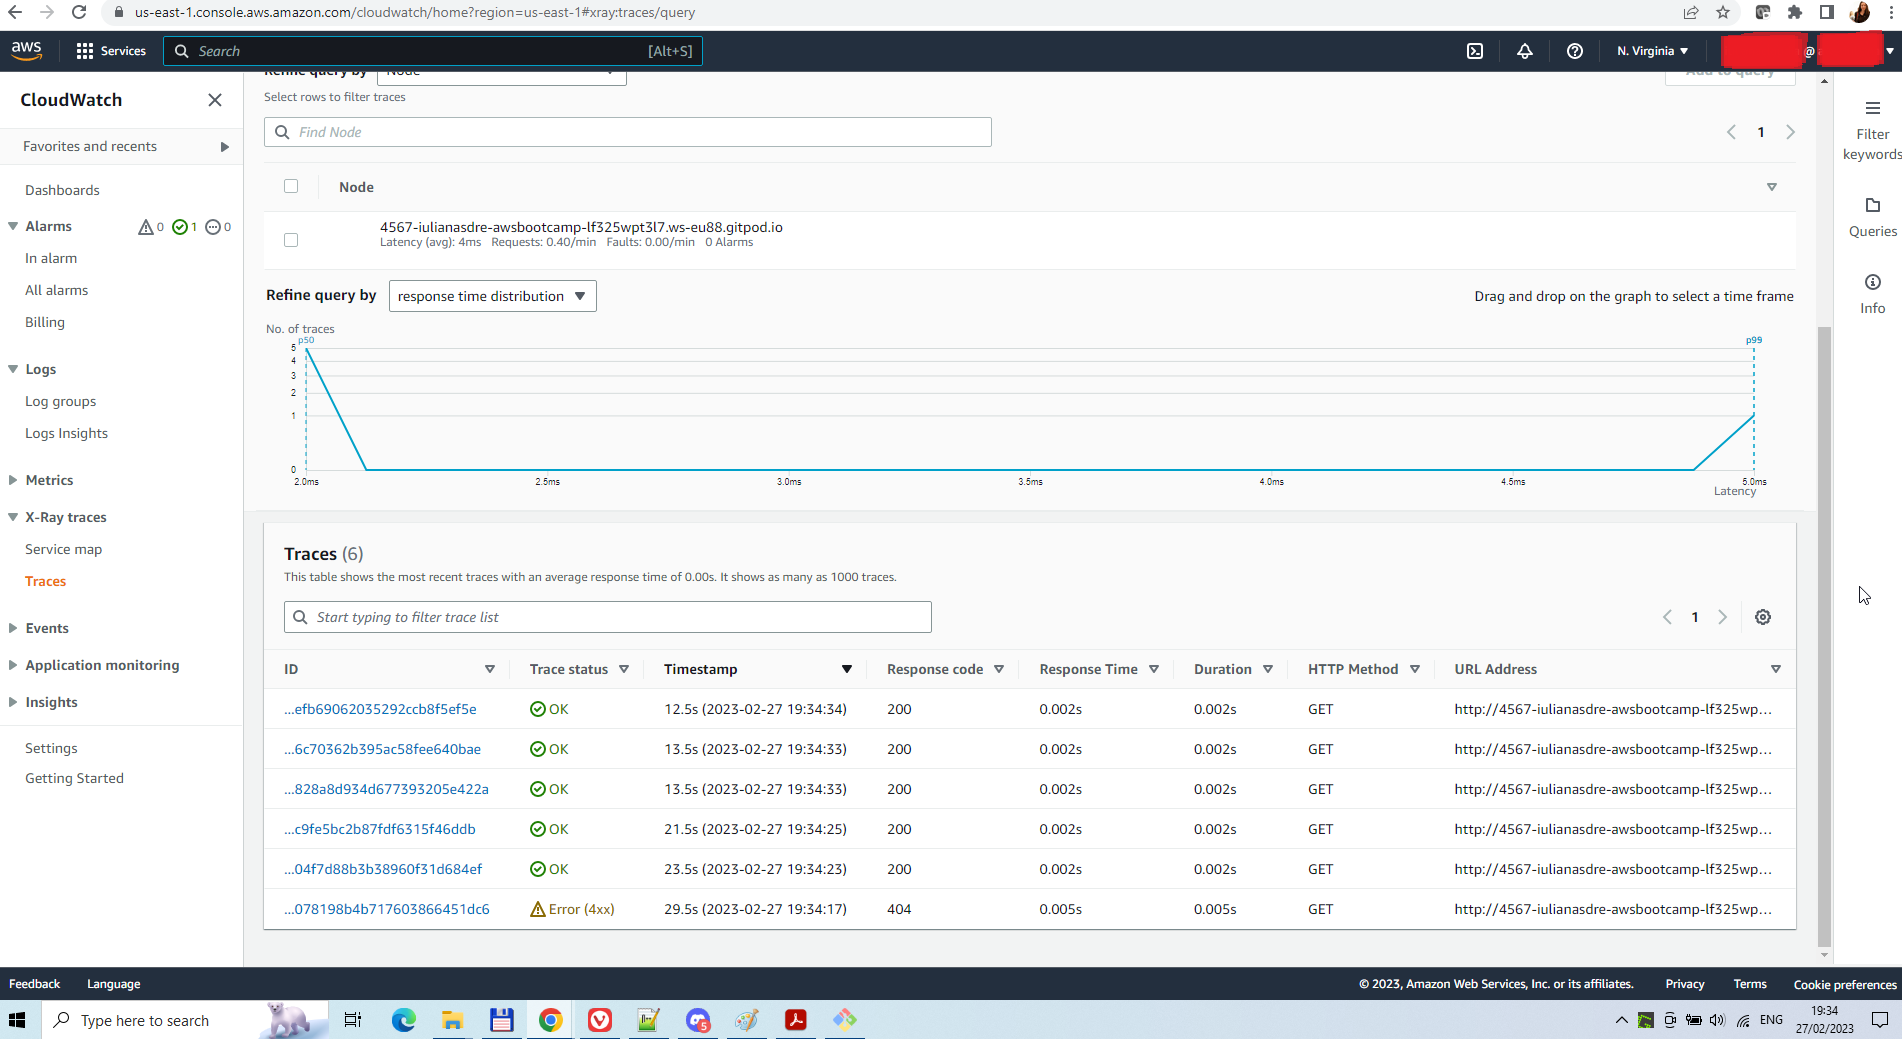 us-east-1.console.aws.amazon.com/cloudwatch/home?region=us-east-1#xray:traces/query
aws
Services
Search
[Alt+S]
N. Virginia
@
CloudWatch
Favorites and recents
Dashboards
Alarms
0
1
0
In alarm
All alarms
Billing
Logs
Log groups
Logs Insights
Metrics
X-Ray traces
Service map
Traces
Events
Application monitoring
Insights
Settings
Getting Started
Refine query by
Node
Add to query
Select rows to filter traces
Find Node
1
Node
4567-iulianasdre-awsbootcamp-lf325wpt3l7.ws-eu88.gitpod.io
Latency (avg): 4ms Requests: 0.40/min Faults: 0.00/min 0 Alarms
Refine query by
response time distribution
Drag and drop on the graph to select a time frame
No. of traces
p50
p99
5
4
3
2
1
0
2.0ms
2.5ms
3.0ms
3.5ms
4.0ms
4.5ms
5.0ms
Latency
Traces (6)
This table shows the most recent traces with an average response time of 0.00s. It shows as many as 1000 traces.
Start typing to filter trace list
1
ID Trace status Timestamp Response code Response Time Duration HTTP Method URL Address
...efb69062035292ccb8f5ef5e OK 12.5s (2023-02-27 19:34:34) 200 0.002s 0.002s GET http://4567-iulianasdre-awsbootcamp-lf325wp...
...6c70362b395ac58fee640bae OK 13.5s (2023-02-27 19:34:33) 200 0.002s 0.002s GET http://4567-iulianasdre-awsbootcamp-lf325wp...
...828a8d934d677393205e422a OK 13.5s (2023-02-27 19:34:33) 200 0.002s 0.002s GET http://4567-iulianasdre-awsbootcamp-lf325wp...
...c9fe5bc2b87fdf6315f46ddb OK 21.5s (2023-02-27 19:34:25) 200 0.002s 0.002s GET http://4567-iulianasdre-awsbootcamp-lf325wp...
...04f7d88b3b38960f31d684ef OK 23.5s (2023-02-27 19:34:23) 200 0.002s 0.002s GET http://4567-iulianasdre-awsbootcamp-lf325wp...
...078198b4b717603866451dc6 Error (4xx) 29.5s (2023-02-27 19:34:17) 404 0.005s 0.005s GET http://4567-iulianasdre-awsbootcamp-lf325wp...
Filter
keywords
Queries
Info
Feedback
Language
© 2023, Amazon Web Services, Inc. or its affiliates.
Privacy
Terms
Cookie preferences
Type here to search
5
ENG
19:34
27/02/2023